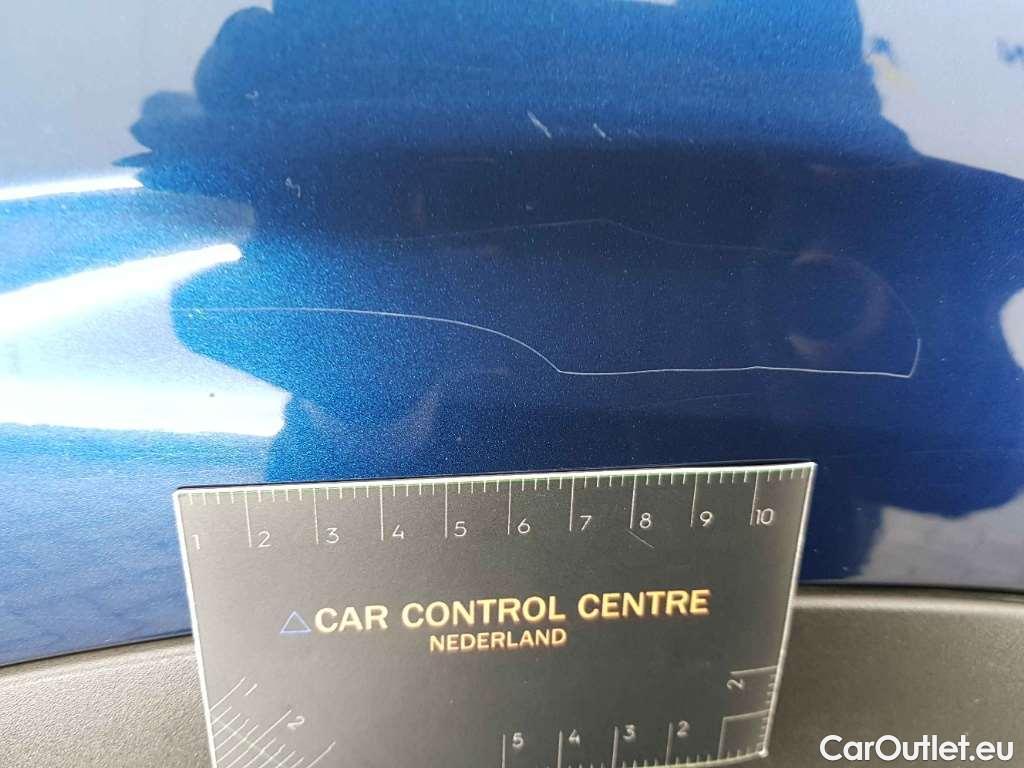 1 2 3 4 5 6 7 8 9 10
CAR CONTROL CENTRE
NEDERLAND
2
2
5 4 3 2
CarOutlet.eu